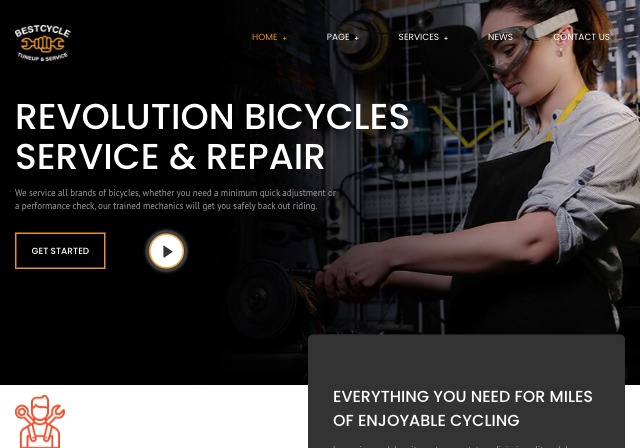 BESTCYCLE
TUNEUP & SERVICE
HOME +
PAGE +
SERVICES +
NEWS
CONTACT US
REVOLUTION BICYCLES
SERVICE & REPAIR
We service all brands of bicycles, whether you need a minimum quick adjustment or
a performance check, our trained mechanics will get you safely back out riding.
GET STARTED
EVERYTHING YOU NEED FOR MILES
OF ENJOYABLE CYCLING